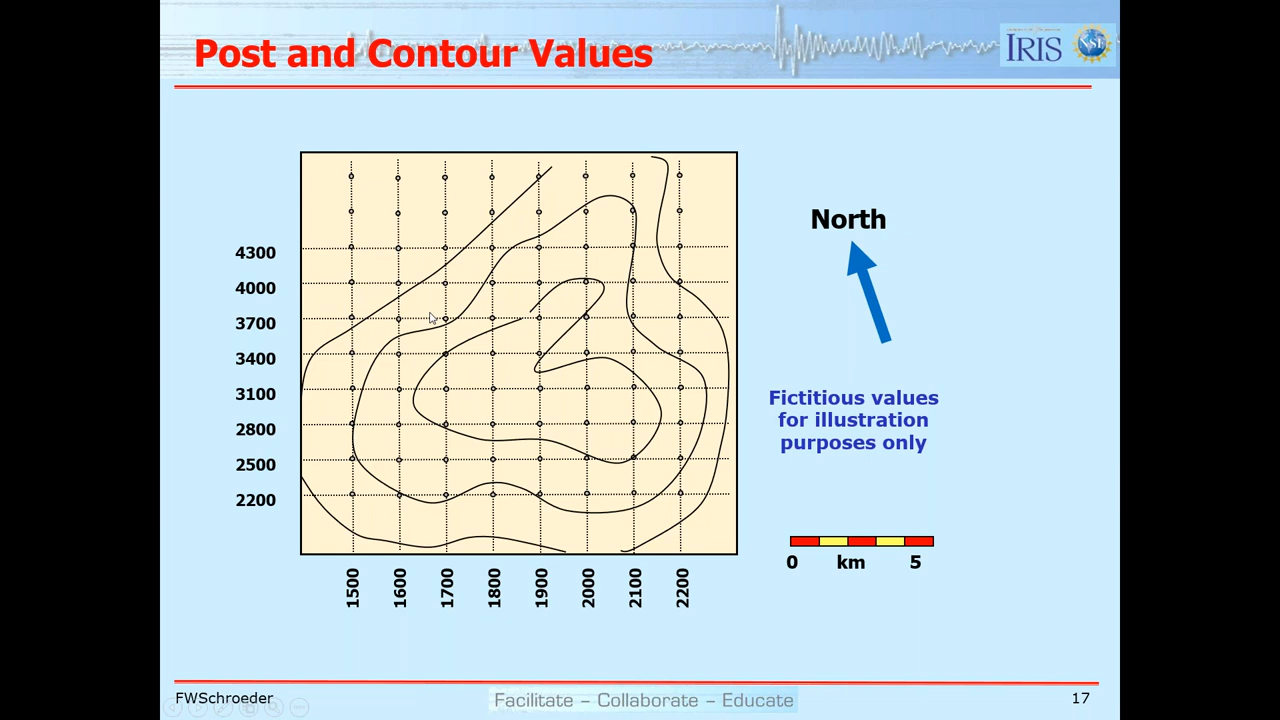 Post and Contour Values
IRIS
NSF
North
4300
4000
3700
3400
3100
2800
2500
2200
Fictitious values
for illustration
purposes only
0 km 5
1500 1600 1700 1800 1900 2000 2100 2200
FWSchroeder
Facilitate – Collaborate – Educate
17